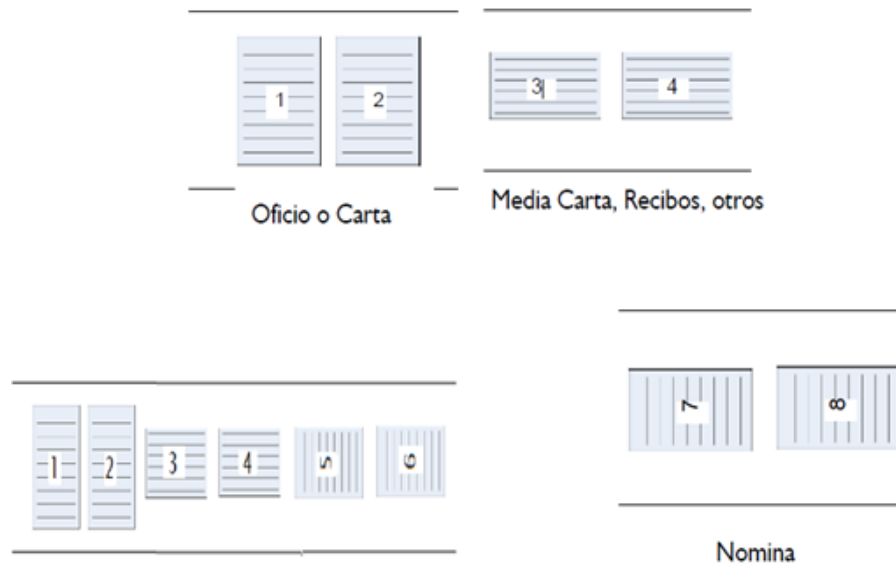 1 2
3 4
Oficio o Carta
Media Carta, Recibos, otros
1 2 3 4 5 6
7 8
Nomina